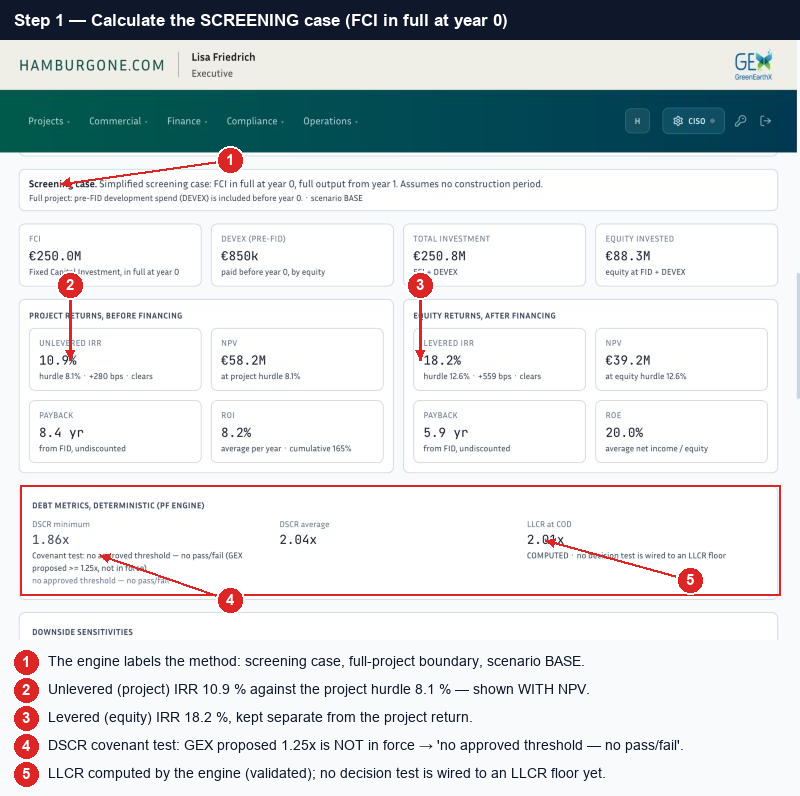 Step 1 — Calculate the SCREENING case (FCI in full at year 0)
HAMBURGONE.COM
Lisa Friedrich
Executive
GEX
GreenEarthX
Projects
Commercial
Finance
Compliance
Operations
H
CISO
1
Screening case. Simplified screening case: FCI in full at year 0, full output from year 1. Assumes no construction period.
Full project: pre-FID development spend (DEVEX) is included before year 0. · scenario BASE
FCI
€250.0M
Fixed Capital Investment, in full at year 0
DEVEX (PRE-FID)
€850k
paid before year 0, by equity
TOTAL INVESTMENT
€250.8M
FCI + DEVEX
EQUITY INVESTED
€88.3M
equity at FID + DEVEX
2
3
PROJECT RETURNS, BEFORE FINANCING
UNLEVERED IRR
10.9%
hurdle 8.1% · +280 bps · clears
NPV
€58.2M
at project hurdle 8.1%
PAYBACK
8.4 yr
from FID, undiscounted
ROI
8.2%
average per year · cumulative 165%
EQUITY RETURNS, AFTER FINANCING
LEVERED IRR
18.2%
hurdle 12.6% · +559 bps · clears
NPV
€39.2M
at equity hurdle 12.6%
PAYBACK
5.9 yr
from FID, undiscounted
ROE
20.0%
average net income / equity
DEBT METRICS, DETERMINISTIC (PF ENGINE)
DSCR minimum
1.86x
Covenant test: no approved threshold — no pass/fail (GEX
proposed >= 1.25x, not in force)
no approved threshold — no pass/fail
DSCR average
2.04x
LLCR at COD
2.01x
COMPUTED · no decision test is wired to an LLCR floor
4
5
DOWNSIDE SENSITIVITIES
1 The engine labels the method: screening case, full-project boundary, scenario BASE.
2 Unlevered (project) IRR 10.9 % against the project hurdle 8.1 % — shown WITH NPV.
3 Levered (equity) IRR 18.2 %, kept separate from the project return.
4 DSCR covenant test: GEX proposed 1.25x is NOT in force → 'no approved threshold — no pass/fail'.
5 LLCR computed by the engine (validated); no decision test is wired to an LLCR floor yet.